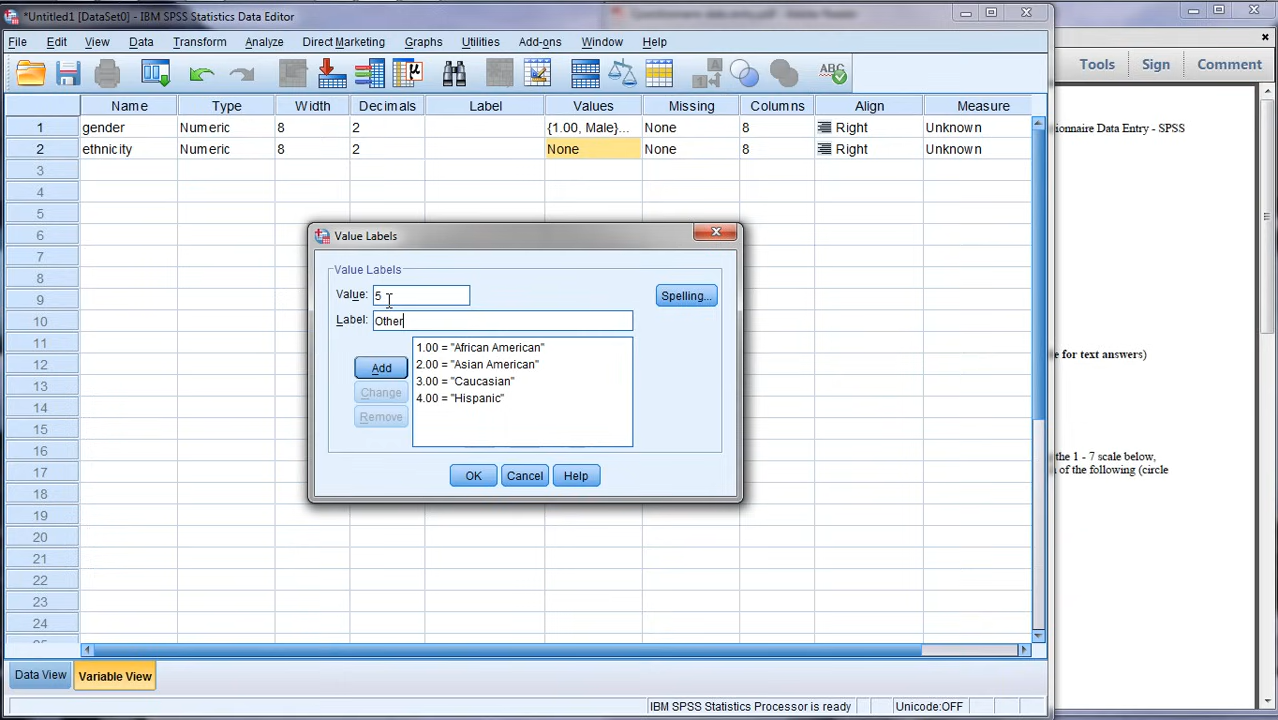 *Untitled1 [DataSet0] - IBM SPSS Statistics Data Editor
File Edit View Data Transform Analyze Direct Marketing Graphs Utilities Add-ons Window Help
Tools Sign Comment
Name Type Width Decimals Label Values Missing Columns Align Measure
1 gender Numeric 8 2 {1.00, Male}... None 8 Right Unknown
2 ethnicity Numeric 8 2 None None 8 Right Unknown
3
4
5
6
7
8
9
10
11
12
13
14
15
16
17
18
19
20
21
22
23
24
Value Labels
Value Labels
Value: 5
Spelling...
Label: Other
Add
Change
Remove
1.00 = "African American"
2.00 = "Asian American"
3.00 = "Caucasian"
4.00 = "Hispanic"
OK Cancel Help
Data View Variable View
IBM SPSS Statistics Processor is ready Unicode:OFF
ionnaire Data Entry - SPSS
e for text answers)
the 1 - 7 scale below,
n of the following (circle